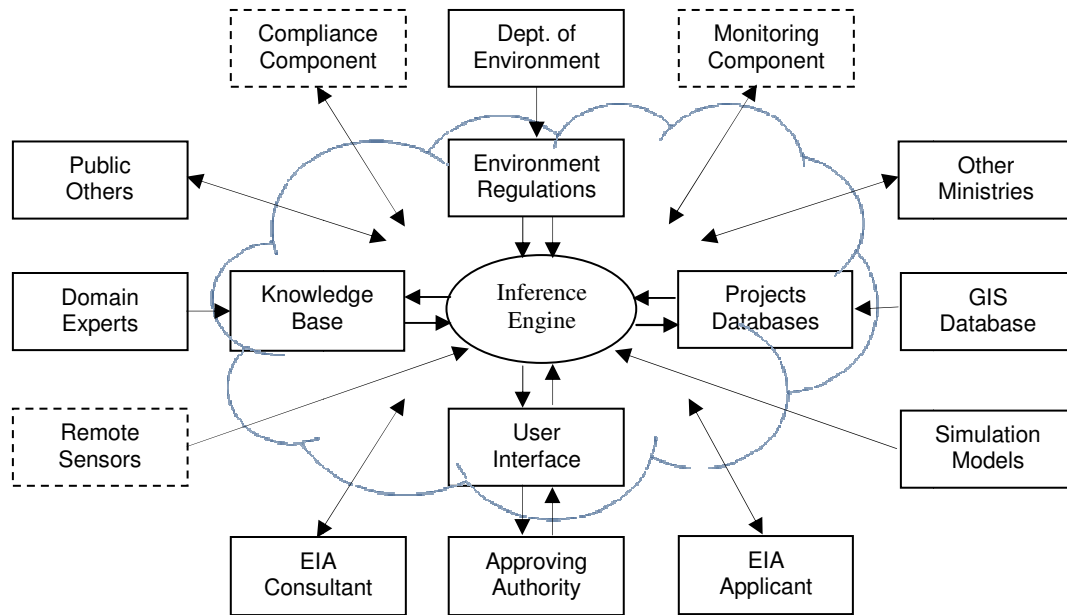 Compliance
Component
Dept. of
Environment
Monitoring
Component
Public
Others
Environment
Regulations
Other
Ministries
Domain
Experts
Knowledge
Base
Inference
Engine
Projects
Databases
GIS
Database
Remote
Sensors
User
Interface
Simulation
Models
EIA
Consultant
Approving
Authority
EIA
Applicant